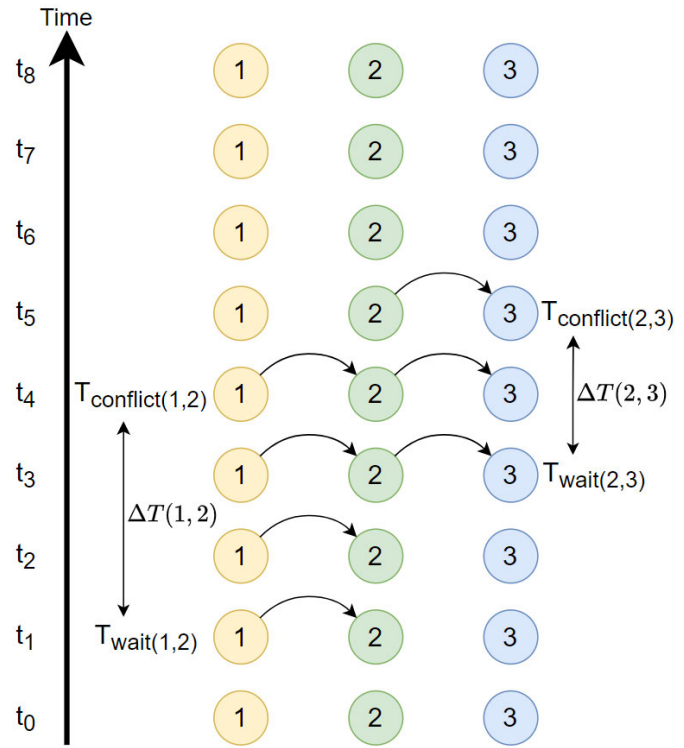 Time
t8 1 2 3
t7 1 2 3
t6 1 2 3
t5 1 2 3 Tconflict(2,3)
t4 Tconflict(1,2) 1 2 3 ΔT(2,3)
t3 1 2 3 Twait(2,3)
ΔT(1,2)
t2 1 2 3
t1 Twait(1,2) 1 2 3
t0 1 2 3